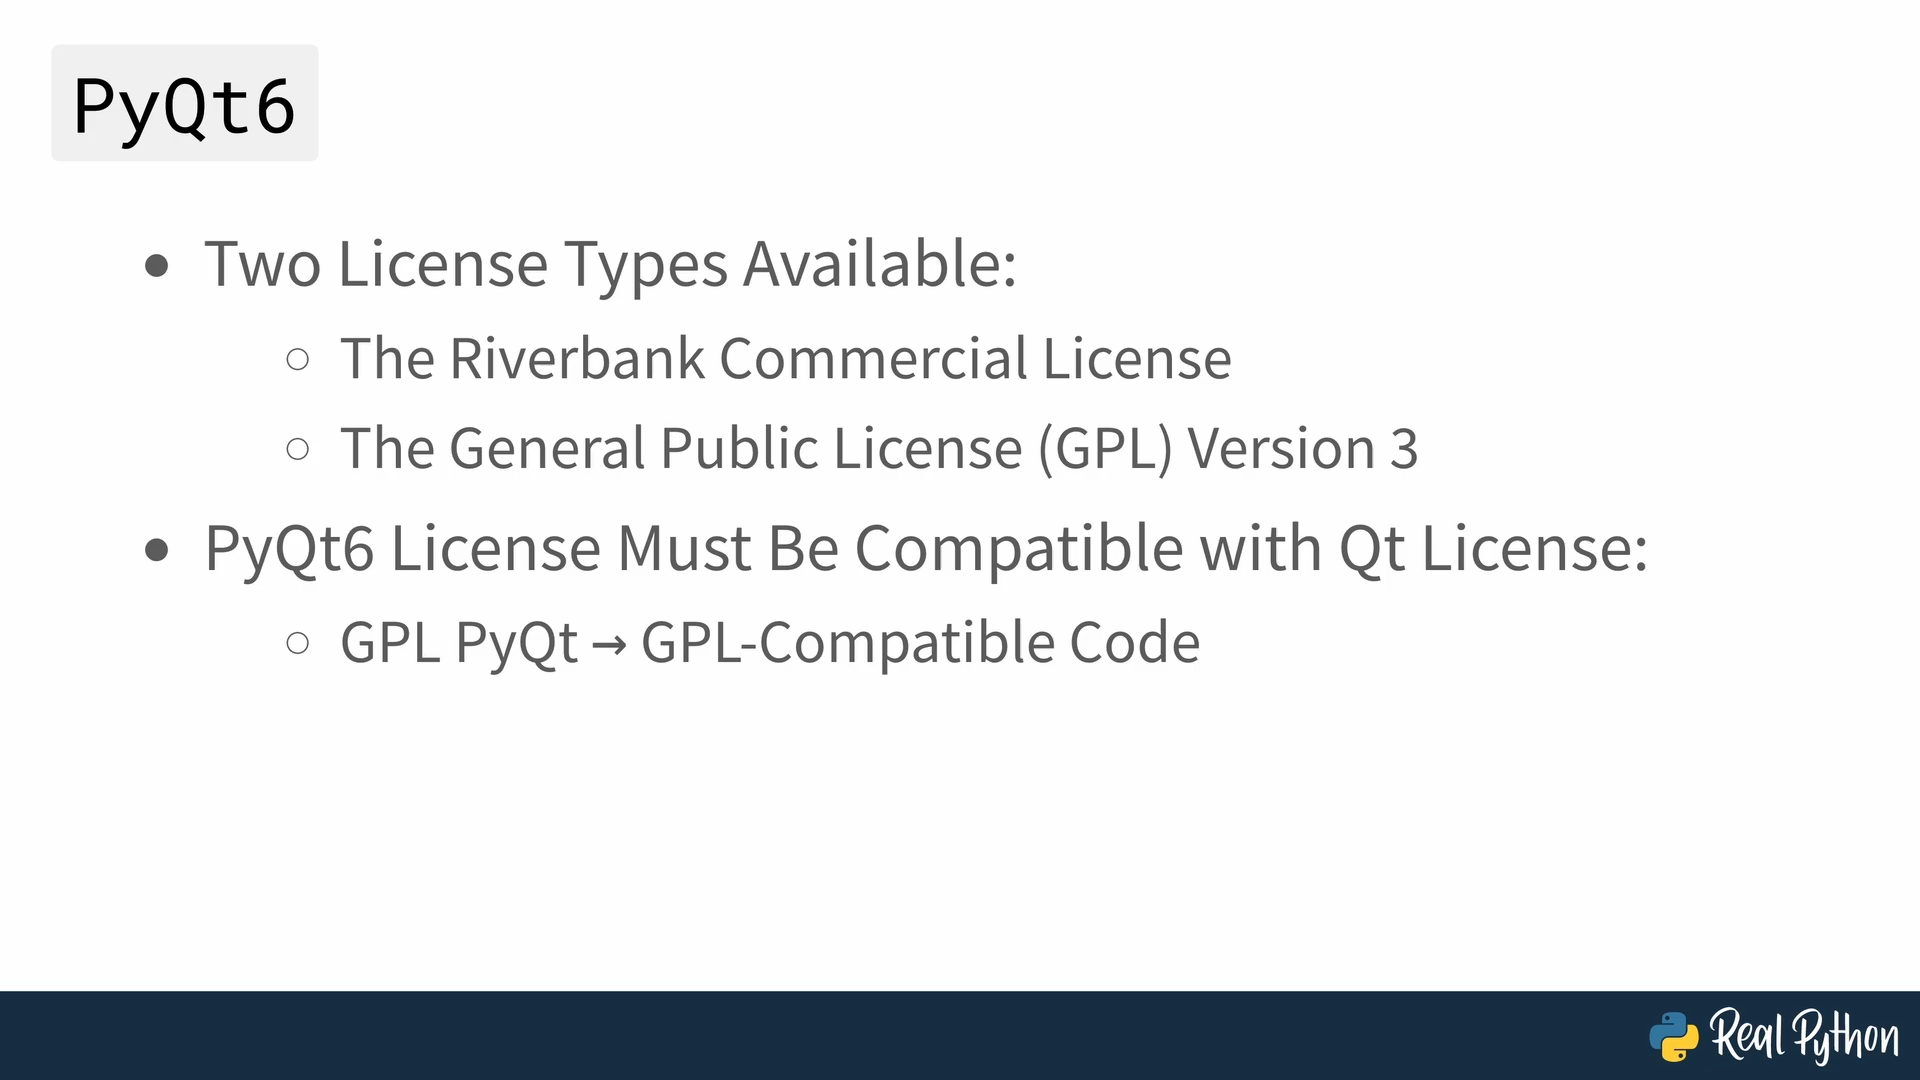 PyQt6
• Two License Types Available:
○ The Riverbank Commercial License
○ The General Public License (GPL) Version 3
• PyQt6 License Must Be Compatible with Qt License:
○ GPL PyQt → GPL-Compatible Code
Real Python